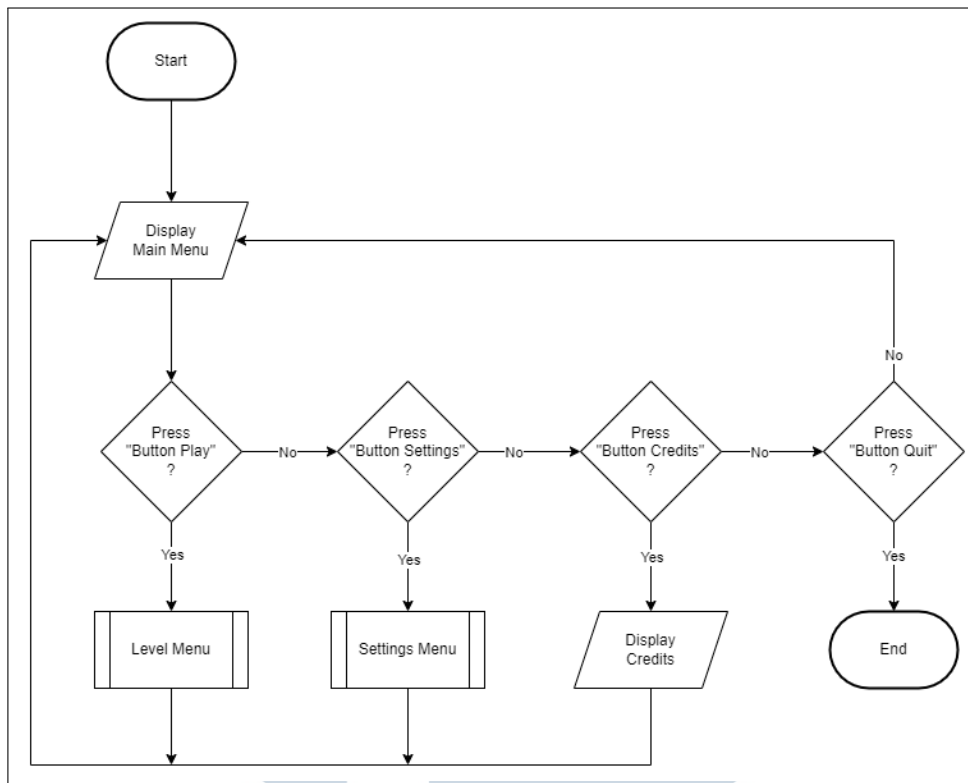 Start
Display
Main Menu
No
Press
"Button Play"
?
No
Press
"Button Settings"
?
No
Press
"Button Credits"
?
No
Press
"Button Quit"
?
Yes
Yes
Yes
Yes
Level Menu
Settings Menu
Display
Credits
End